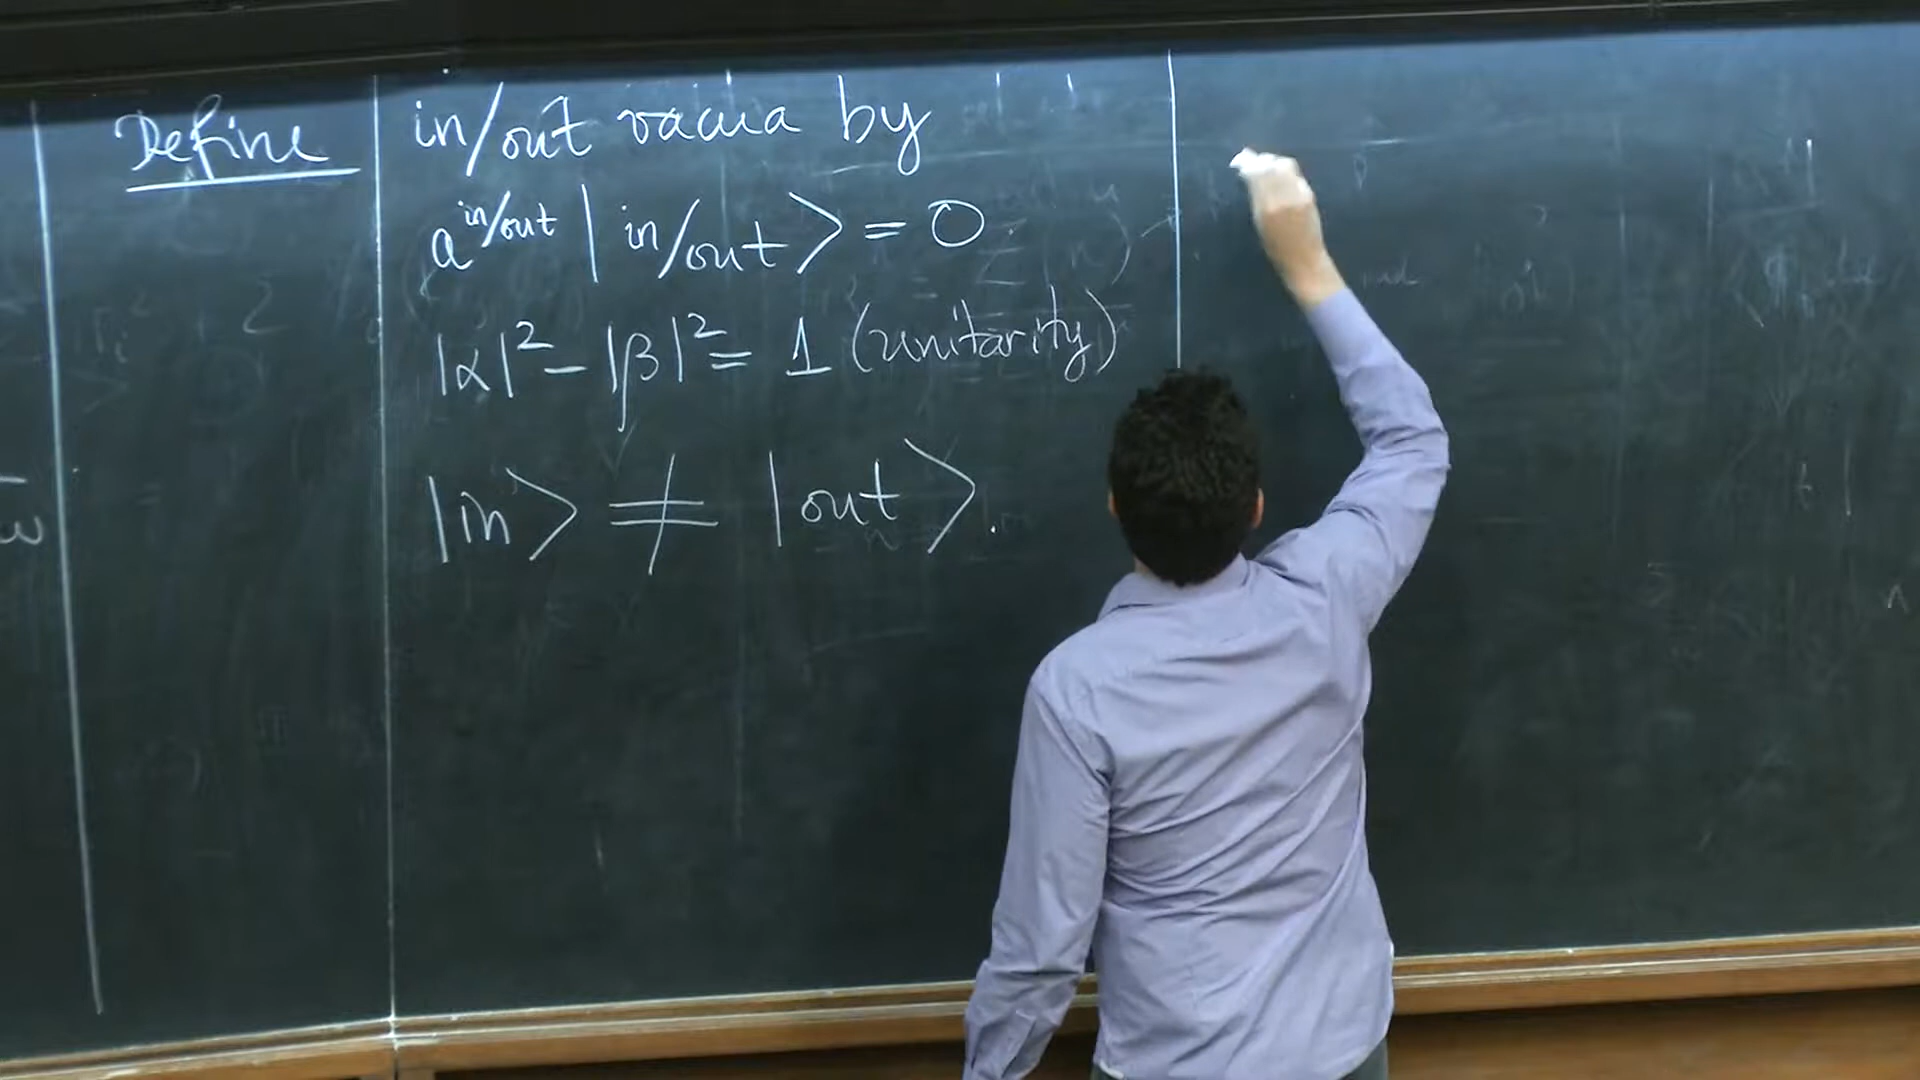 Define in/out vacua by
a^{in/out} | in/out > = 0
|α|² - |β|² = 1 (unitarity)
|in> ≠ |out>.
w